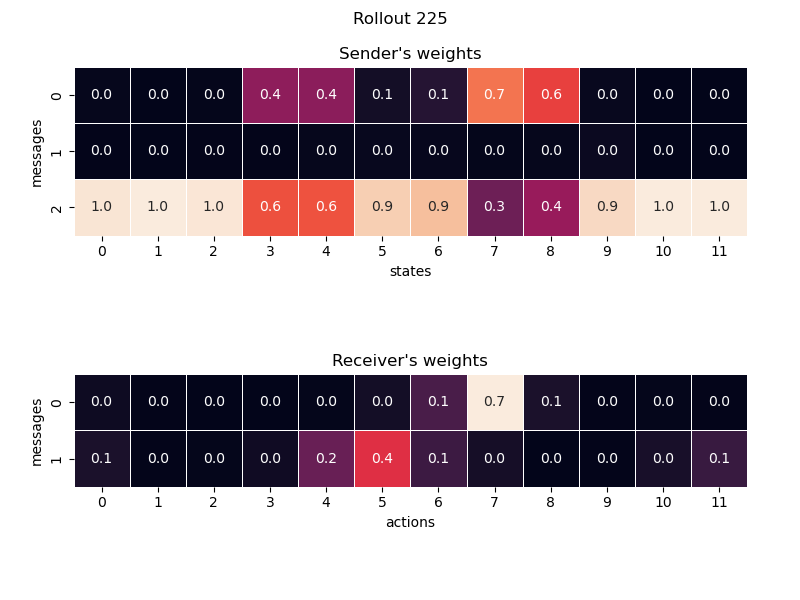 Rollout 225
Sender's weights
0 0.0 0.0 0.0 0.4 0.4 0.1 0.1 0.7 0.6 0.0 0.0 0.0
1 0.0 0.0 0.0 0.0 0.0 0.0 0.0 0.0 0.0 0.0 0.0 0.0
2 1.0 1.0 1.0 0.6 0.6 0.9 0.9 0.3 0.4 0.9 1.0 1.0
messages
0 1 2 3 4 5 6 7 8 9 10 11
states
Receiver's weights
0 0.0 0.0 0.0 0.0 0.0 0.0 0.1 0.7 0.1 0.0 0.0 0.0
1 0.1 0.0 0.0 0.0 0.2 0.4 0.1 0.0 0.0 0.0 0.0 0.1
messages
0 1 2 3 4 5 6 7 8 9 10 11
actions